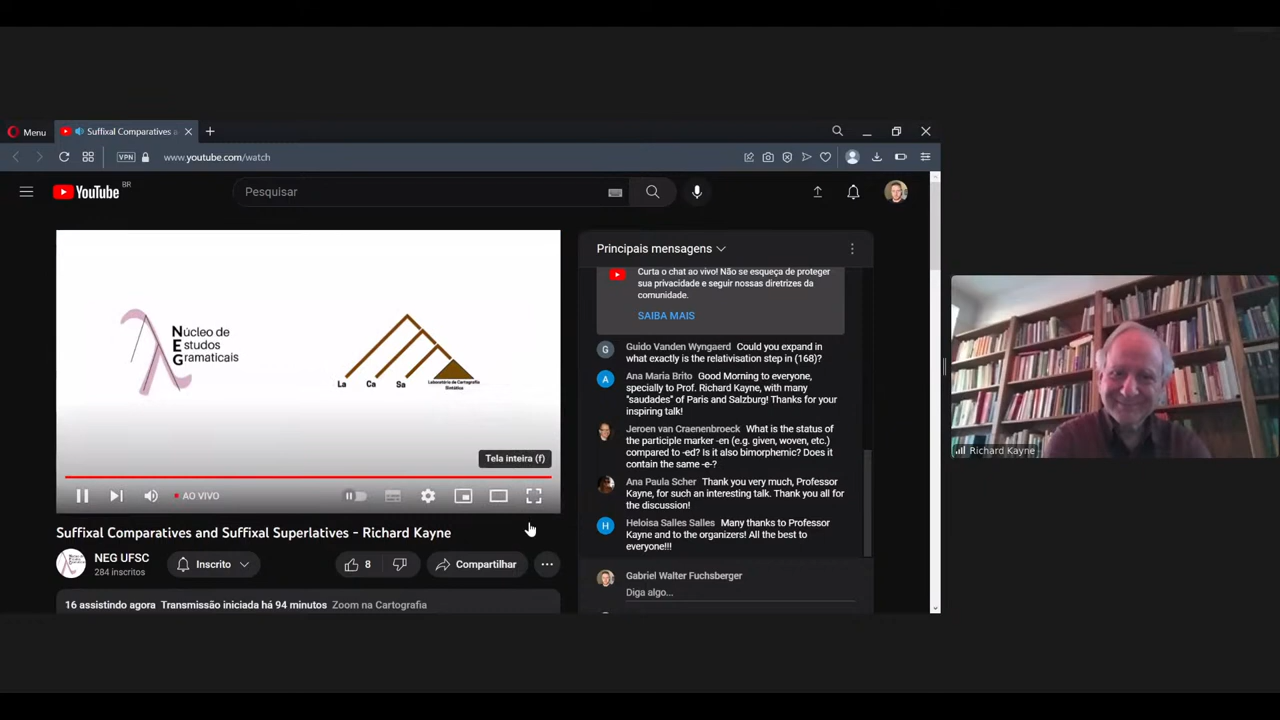 Menu
Suffixal Comparatives a
VPN
www.youtube.com/watch
YouTube BR
Pesquisar
Núcleo de
Estudos
Gramaticais
NEG
La Ca Sa
Laboratório de Cartografia
Sintática
Tela inteira (f)
AO VIVO
Suffixal Comparatives and Suffixal Superlatives - Richard Kayne
NEG UFSC
284 inscritos
Inscrito
8
Compartilhar
16 assistindo agora Transmissão iniciada há 94 minutos Zoom na Cartografia
Principais mensagens
Curta o chat ao vivo! Não se esqueça de proteger
sua privacidade e seguir nossas diretrizes da
comunidade.
SAIBA MAIS
G
Guido Vanden Wyngaerd Could you expand in
what exactly is the relativisation step in (168)?
A
Ana Maria Brito Good Morning to everyone,
specially to Prof. Richard Kayne, with many
"saudades" of Paris and Salzburg! Thanks for your
inspiring talk!
Jeroen van Craenenbroeck What is the status of
the participle marker -en (e.g. given, woven, etc.)
compared to -ed? Is it also bimorphemic? Does it
contain the same -e-?
Ana Paula Scher Thank you very much, Professor
Kayne, for such an interesting talk. Thank you all for
the discussion!
H
Heloisa Salles Salles Many thanks to Professor
Kayne and to the organizers! All the best to
everyone!!!
Gabriel Walter Fuchsberger
Diga algo...
Richard Kayne